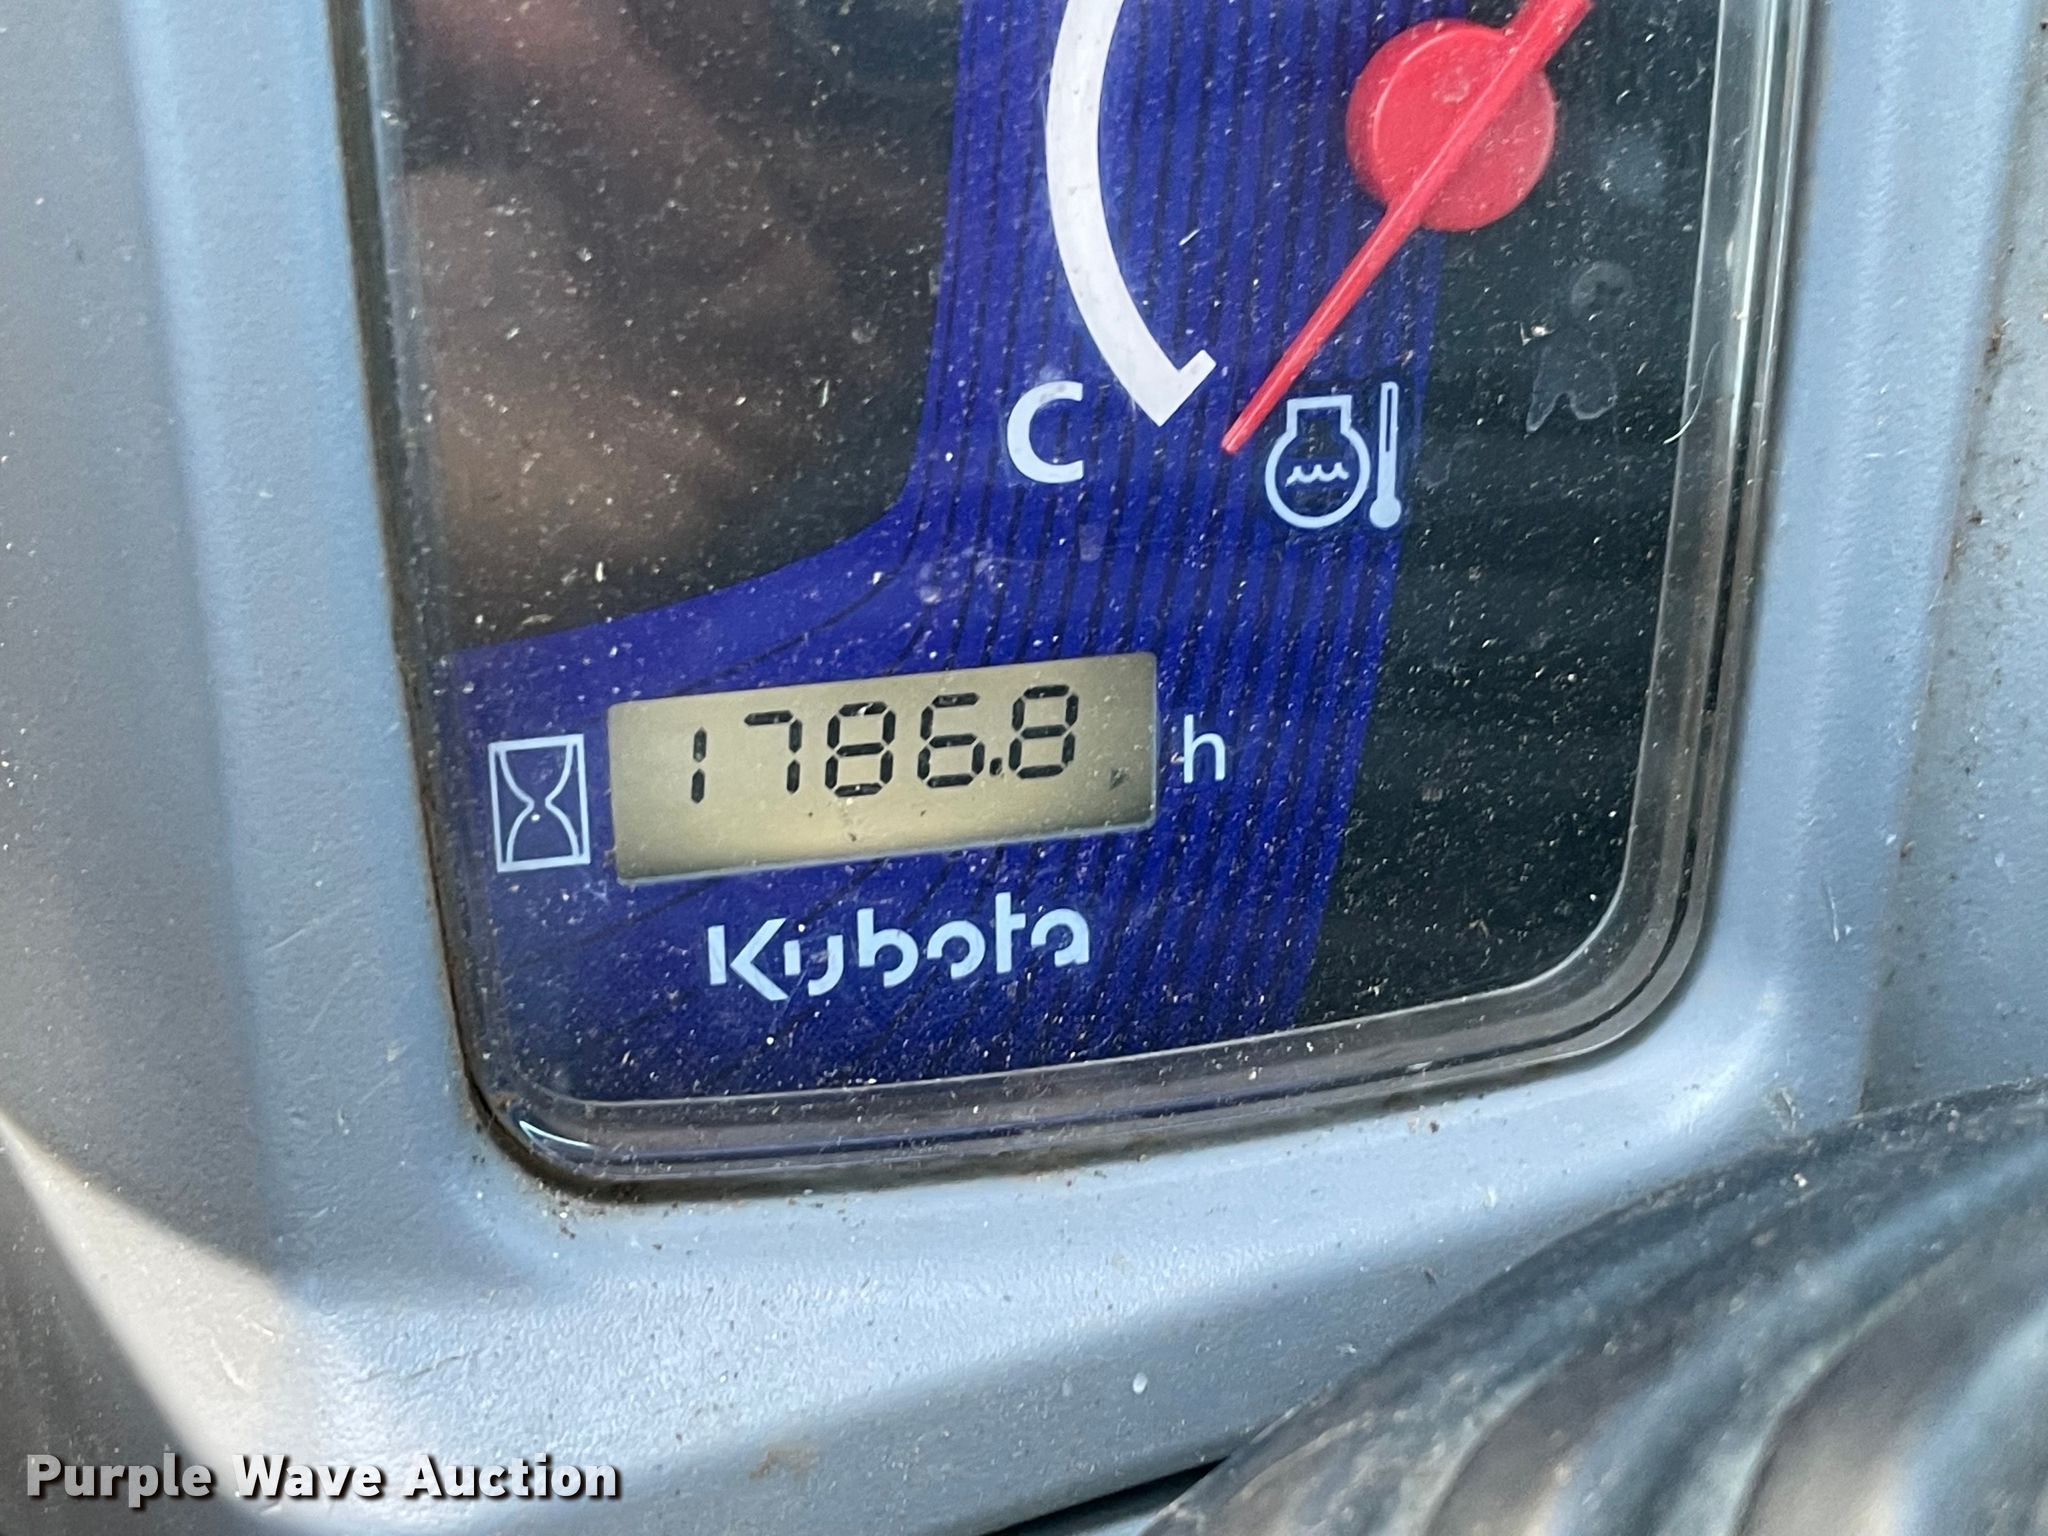 C
1786.8 h
Kubota
Purple Wave Auction